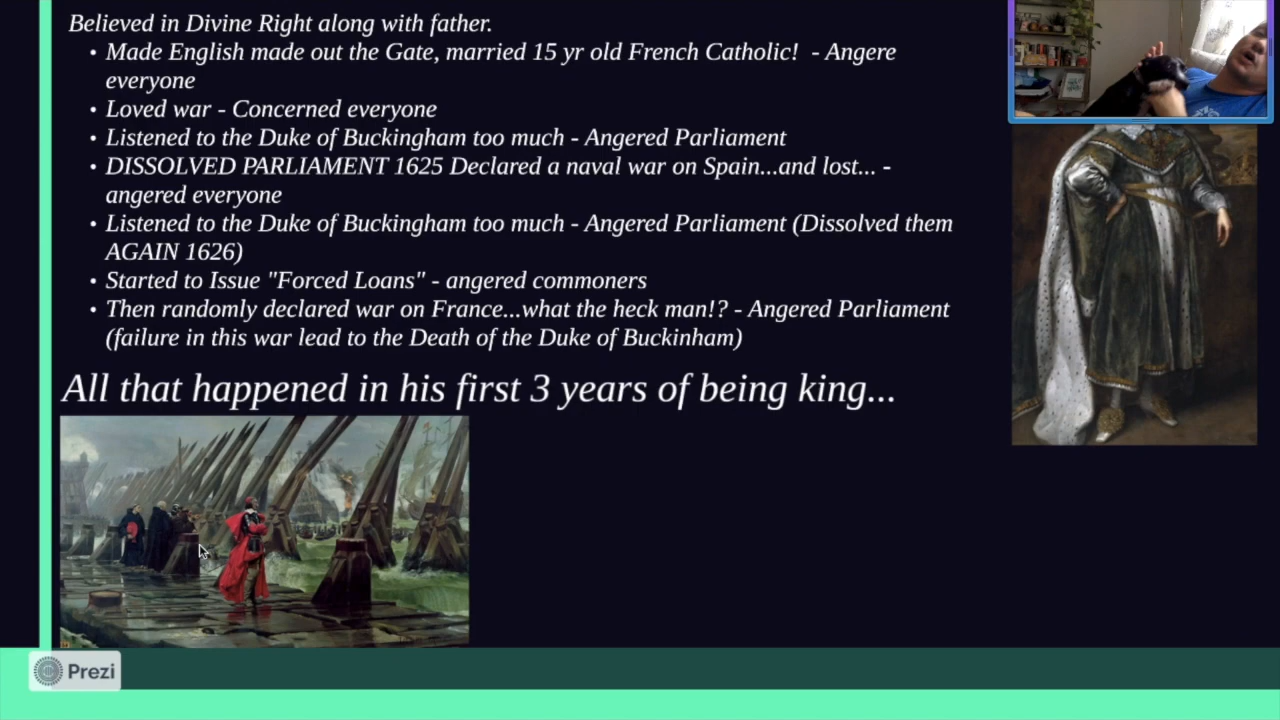 Believed in Divine Right along with father.
• Made English made out the Gate, married 15 yr old French Catholic!  - Angere
everyone
• Loved war - Concerned everyone
• Listened to the Duke of Buckingham too much - Angered Parliament
• DISSOLVED PARLIAMENT 1625 Declared a naval war on Spain...and lost... -
angered everyone
• Listened to the Duke of Buckingham too much - Angered Parliament (Dissolved them
AGAIN 1626)
• Started to Issue "Forced Loans" - angered commoners
• Then randomly declared war on France...what the heck man!? - Angered Parliament
(failure in this war lead to the Death of the Duke of Buckinham)
All that happened in his first 3 years of being king...
Prezi